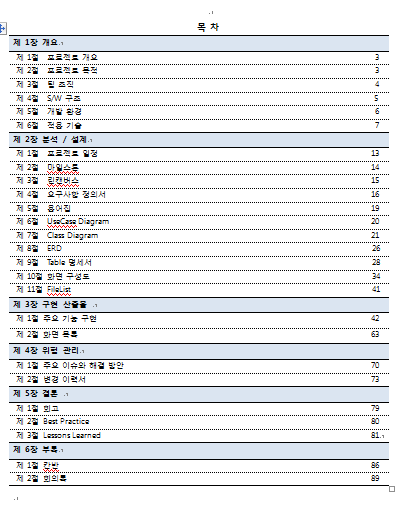 목 차
제 1장 개요
제 1절 프로젝트 개요 3
제 2절 프로젝트 목적 3
제 3절 팀 조직 4
제 4절 S/W 구조 5
제 5절 개발 환경 6
제 6절 적용 기술 7
제 2장 분석 / 설계
제 1절 프로젝트 일정 13
제 2절 마일스톤 14
제 3절 린캔버스 15
제 4절 요구사항 정의서 16
제 5절 용어집 19
제 6절 UseCase Diagram 20
제 7절 Class Diagram 21
제 8절 ERD 26
제 9절 Table 명세서 28
제 10절 화면 구성도 34
제 11절 FileList 41
제 3장 구현 산출물
제 1절 주요 기능 구현 42
제 2절 화면 목록 63
제 4장 위험 관리
제 1절 주요 이슈와 해결 방안 70
제 2절 변경 이력서 73
제 5장 결론
제 1절 회고 79
제 2절 Best Practice 80
제 3절 Lessons Learned 81
제 6장 부록
제 1절 칸반 86
제 2절 회의록 89